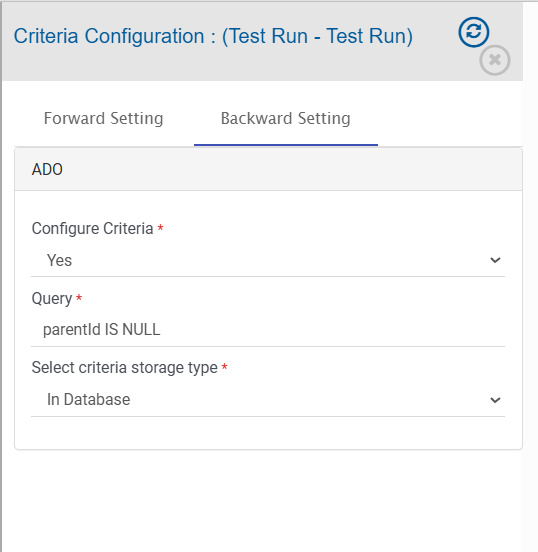 Criteria Configuration : (Test Run - Test Run)
Forward Setting
Backward Setting
ADO
Configure Criteria *
Yes
Query *
parentId IS NULL
Select criteria storage type *
In Database